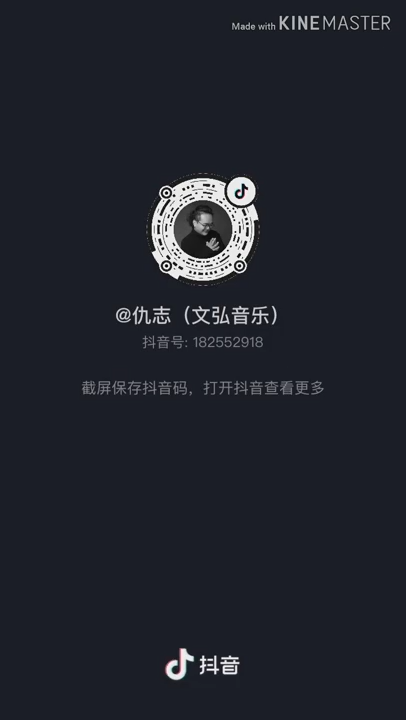 Made with KINEMASTER
@仇志（文弘音乐）
抖音号: 182552918
截屏保存抖音码，打开抖音查看更多
抖音